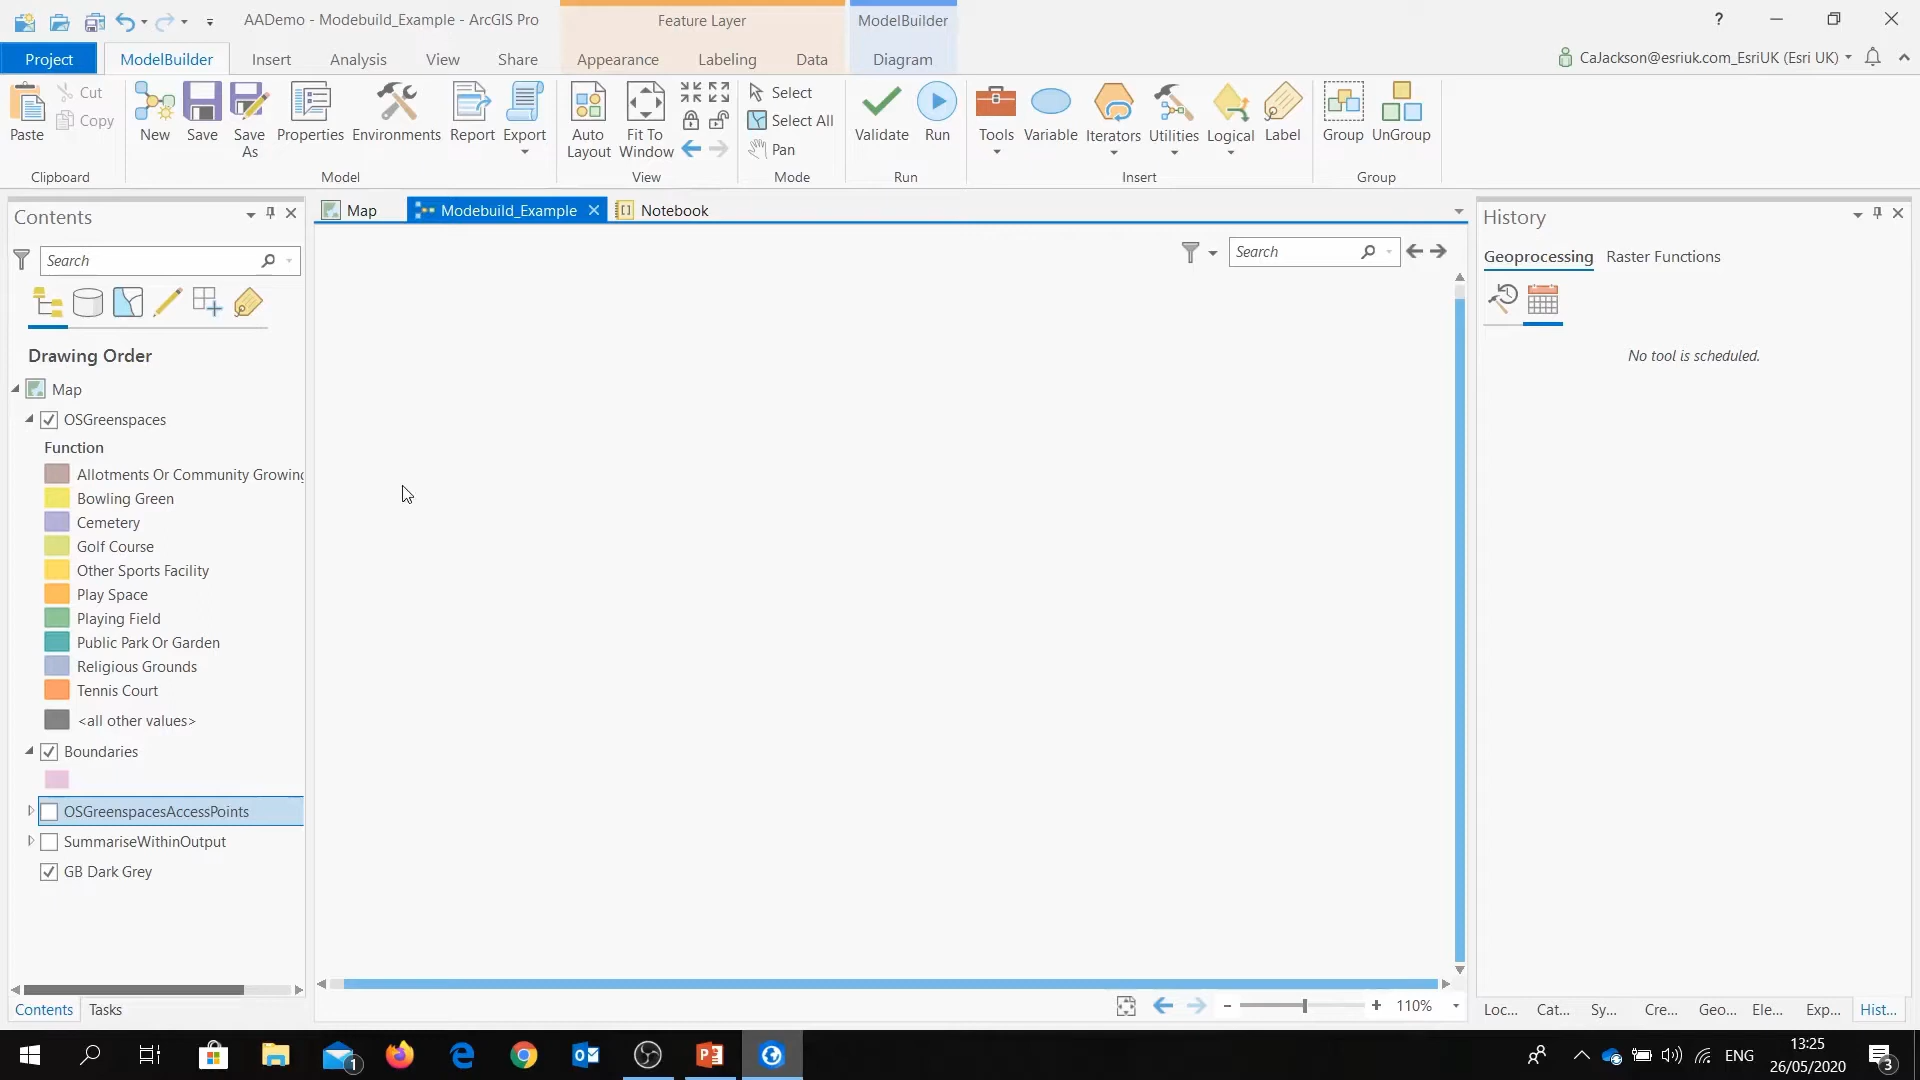 AADemo - Modebuild_Example - ArcGIS Pro
Feature Layer
ModelBuilder
?
Project
ModelBuilder
Insert
Analysis
View
Share
Appearance
Labeling
Data
Diagram
CaJackson@esriuk.com_EsriUK (Esri UK)
Paste
Cut
Copy
Clipboard
New
Save
Save As
Properties
Environments
Report
Export
Model
Auto Layout
Fit To Window
View
Select
Select All
Pan
Mode
Validate
Run
Run
Tools
Variable
Iterators
Utilities
Logical
Label
Insert
Group
UnGroup
Group
Contents
Search
Drawing Order
Map
OSGreenspaces
Function
Allotments Or Community Growing
Bowling Green
Cemetery
Golf Course
Other Sports Facility
Play Space
Playing Field
Public Park Or Garden
Religious Grounds
Tennis Court
<all other values>
Boundaries
OSGreenspacesAccessPoints
SummariseWithinOutput
GB Dark Grey
Contents
Tasks
Map
Modebuild_Example
Notebook
Search
110%
History
Geoprocessing
Raster Functions
No tool is scheduled.
Loc...
Cat...
Sy...
Cre...
Geo...
Ele...
Exp...
Hist...
1
ENG
13:25
26/05/2020
3